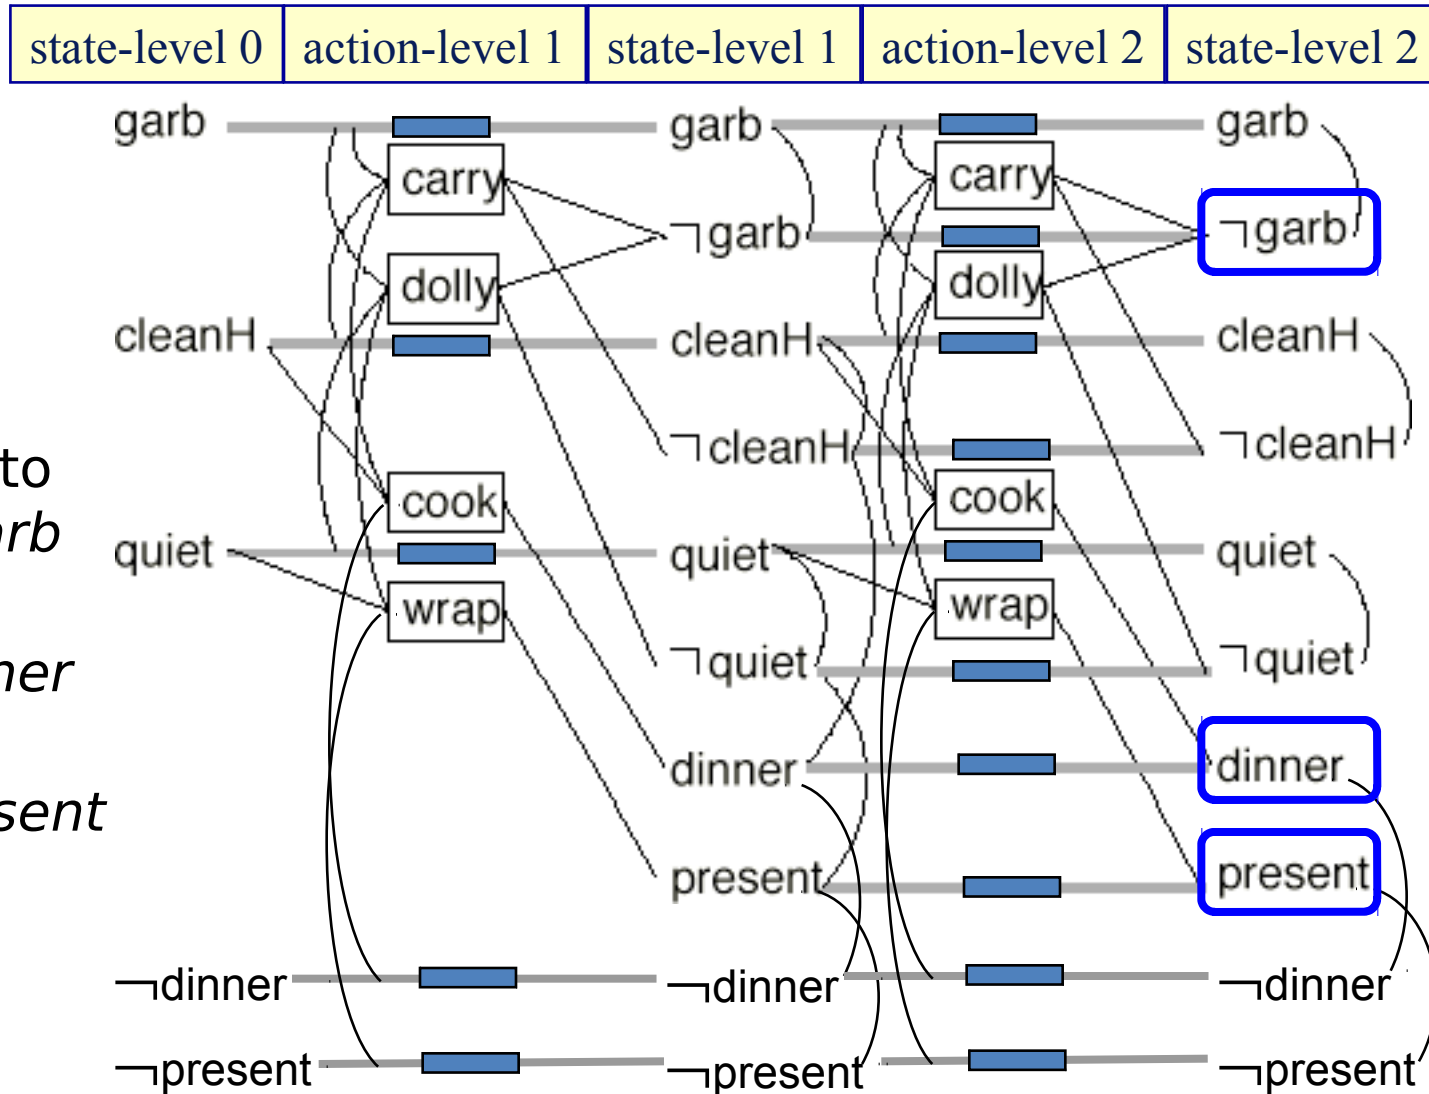 state-level 0 action-level 1 state-level 1 action-level 2 state-level 2
garb garb garb
carry carry
¬garb ¬garb
dolly dolly
cleanH cleanH cleanH
¬cleanH ¬cleanH
to
cook cook
arb
quiet quiet quiet
wrap wrap
¬quiet ¬quiet
ner
dinner dinner
sent
present present
¬dinner ¬dinner ¬dinner
¬present ¬present ¬present